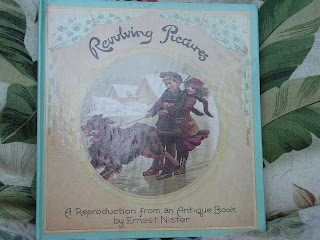 Revolving Pictures
A Reproduction from an Antique Book
by Ernest Nister